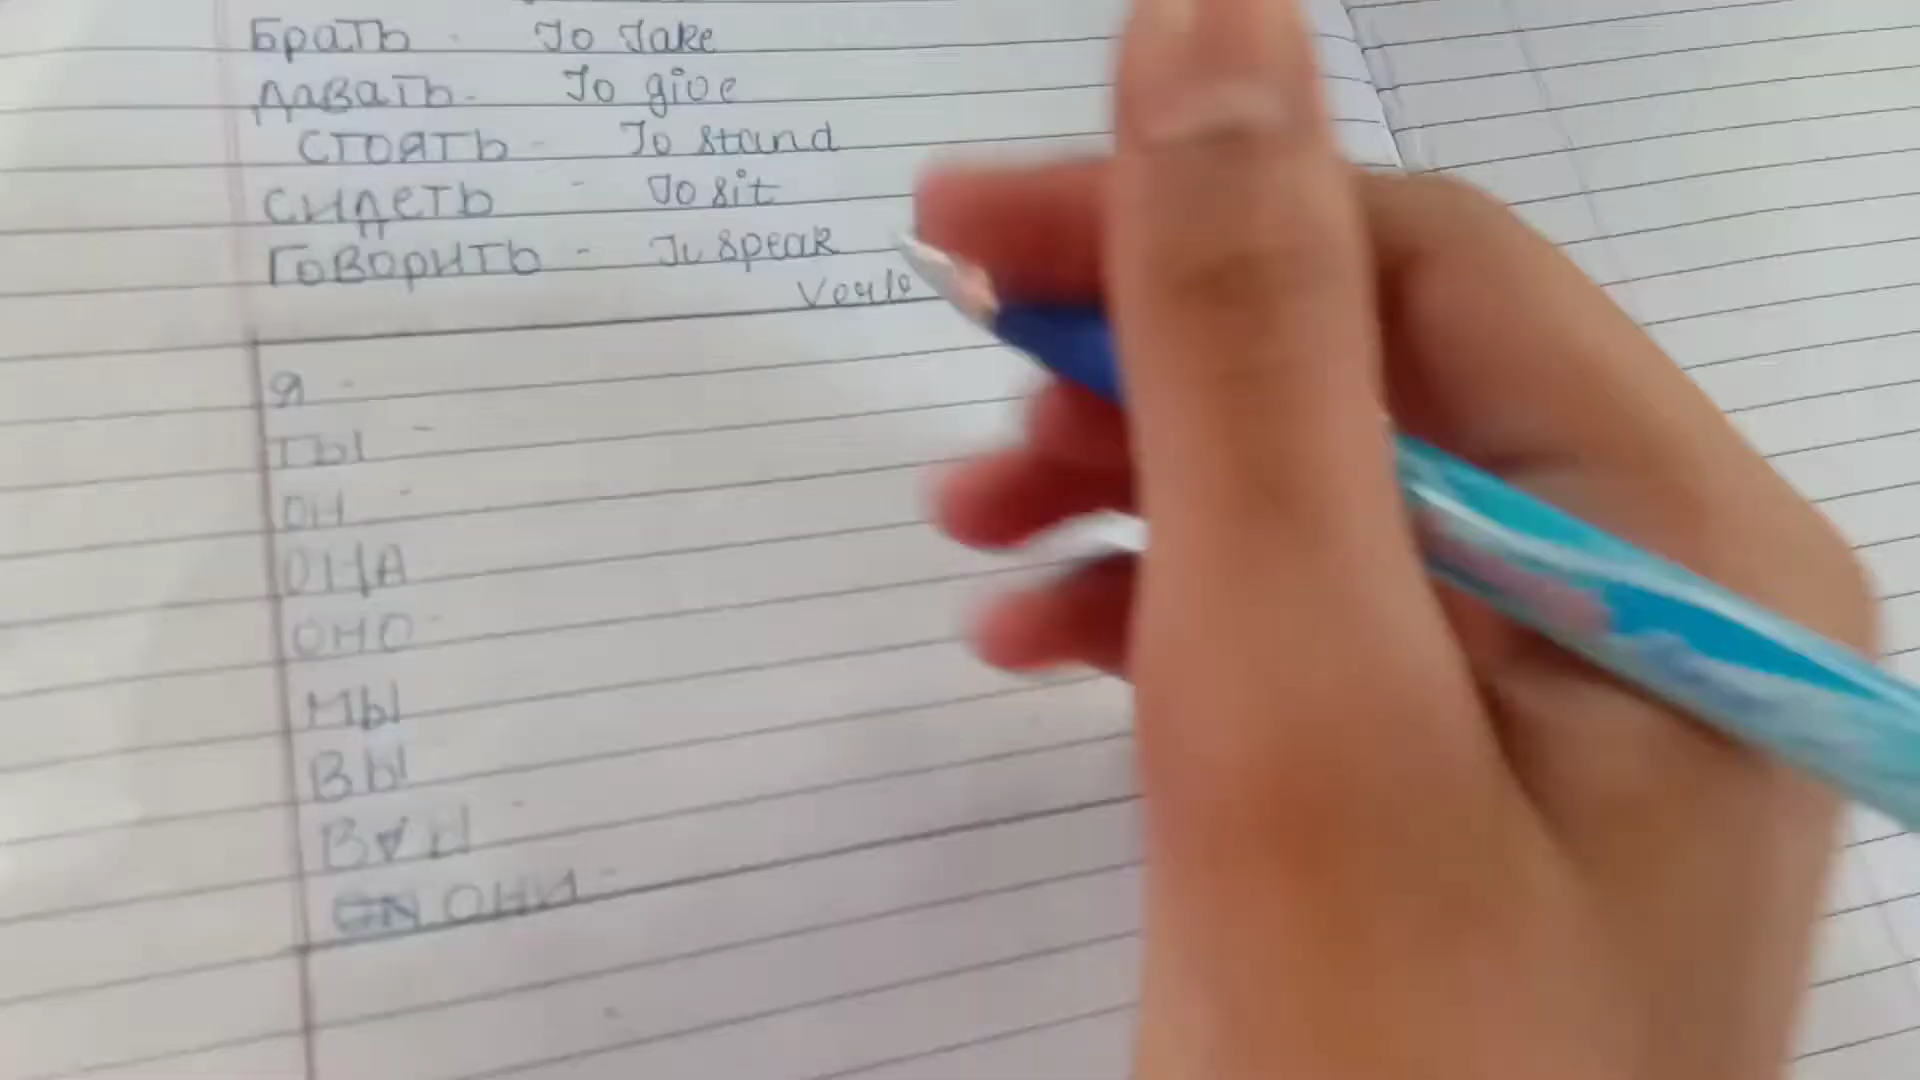 Брать - To Take
давать - To give
стоять - To stand
сидеть - To sit
Говорить - To speak
я -
ты -
он -
она
оно -
мы
Вы
они -